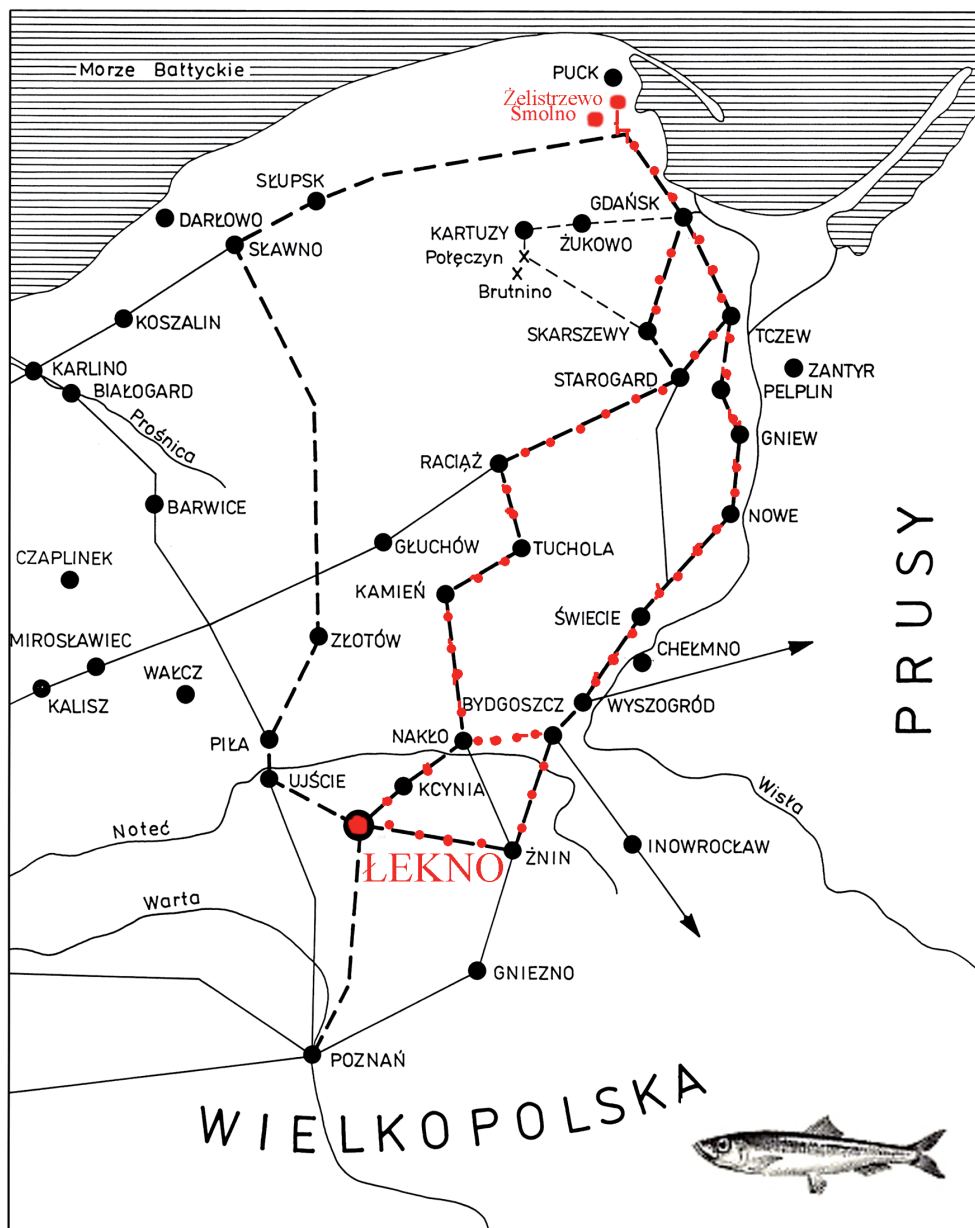 Morze Bałtyckie
PUCK
Żelistrzewo
Smolno
SŁUPSK
DARŁOWO
SŁAWNO
GDAŃSK
KARTUZY
ŻUKOWO
Połęczyn
Brutnino
KOSZALIN
SKARSZEWY
TCZEW
KARLINO
ZANTYR
STAROGARD
BIAŁOGARD
PELPLIN
Prośnica
GNIEW
RACIĄŻ
BARWICE
NOWE
GŁUCHÓW
TUCHOLA
CZAPLINEK
KAMIEŃ
ŚWIECIE
PRUSY
MIROSŁAWIEC
ZŁOTÓW
CHEŁMNO
WAŁCZ
KALISZ
BYDGOSZCZ
WYSZOGRÓD
PIŁA
NAKŁO
UJŚCIE
KCYNIA
Wisła
Noteć
ŁEKNO
ŻNIN
INOWROCŁAW
Warta
GNIEZNO
POZNAŃ
WIELKOPOLSKA